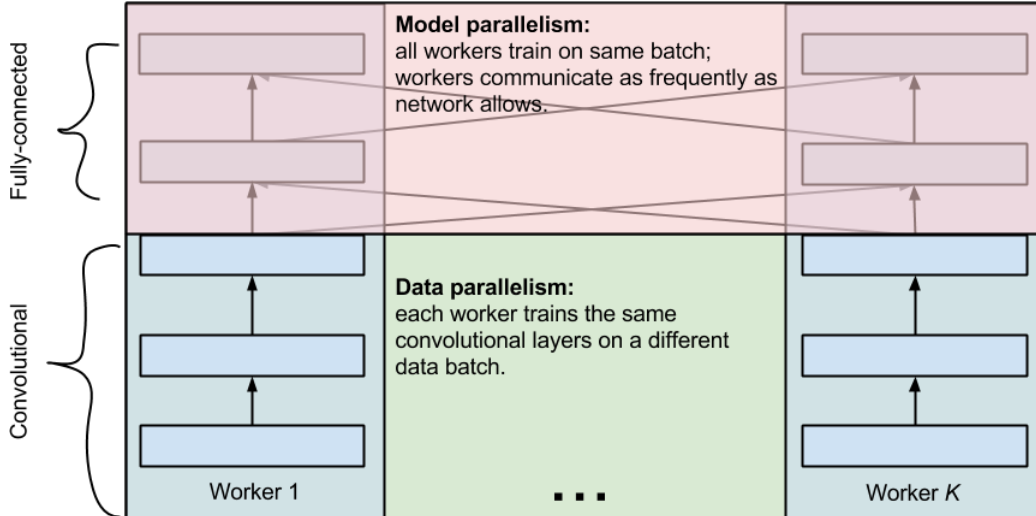 Fully-connected
Model parallelism:
all workers train on same batch;
workers communicate as frequently as
network allows.
Convolutional
Data parallelism:
each worker trains the same
convolutional layers on a different
data batch.
Worker 1
...
Worker K